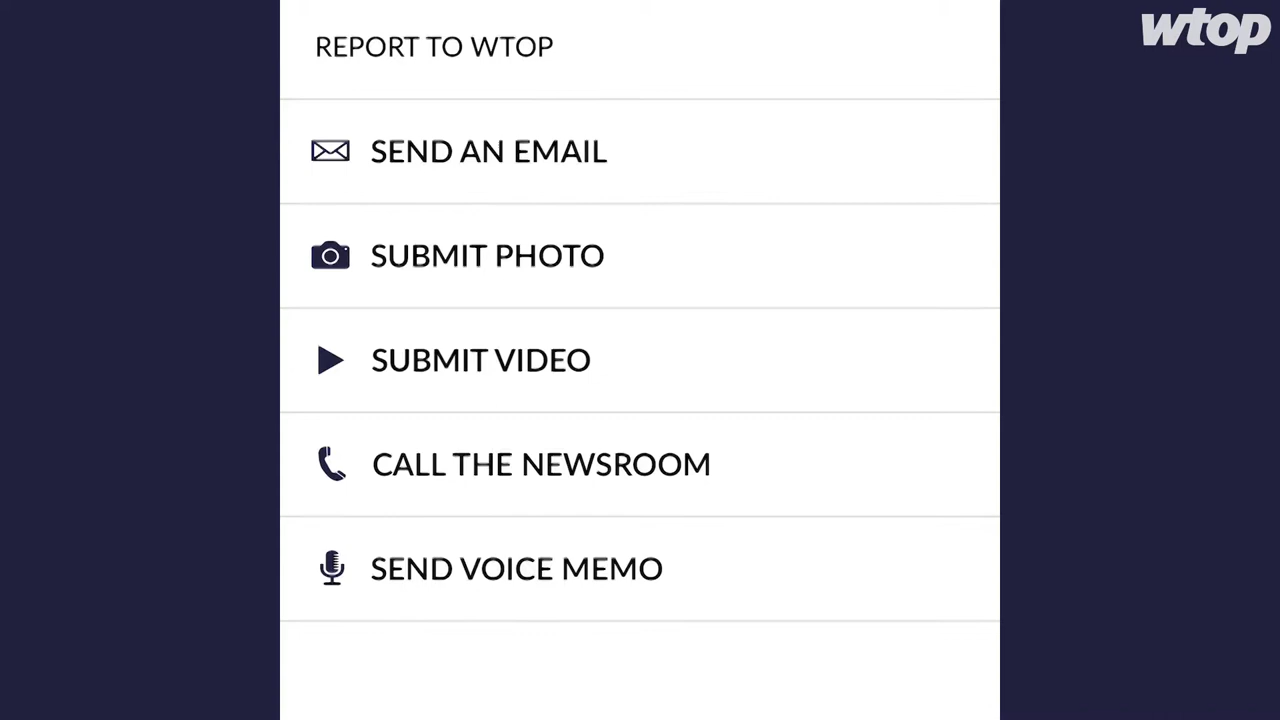 wtop
REPORT TO WTOP
SEND AN EMAIL
SUBMIT PHOTO
SUBMIT VIDEO
CALL THE NEWSROOM
SEND VOICE MEMO